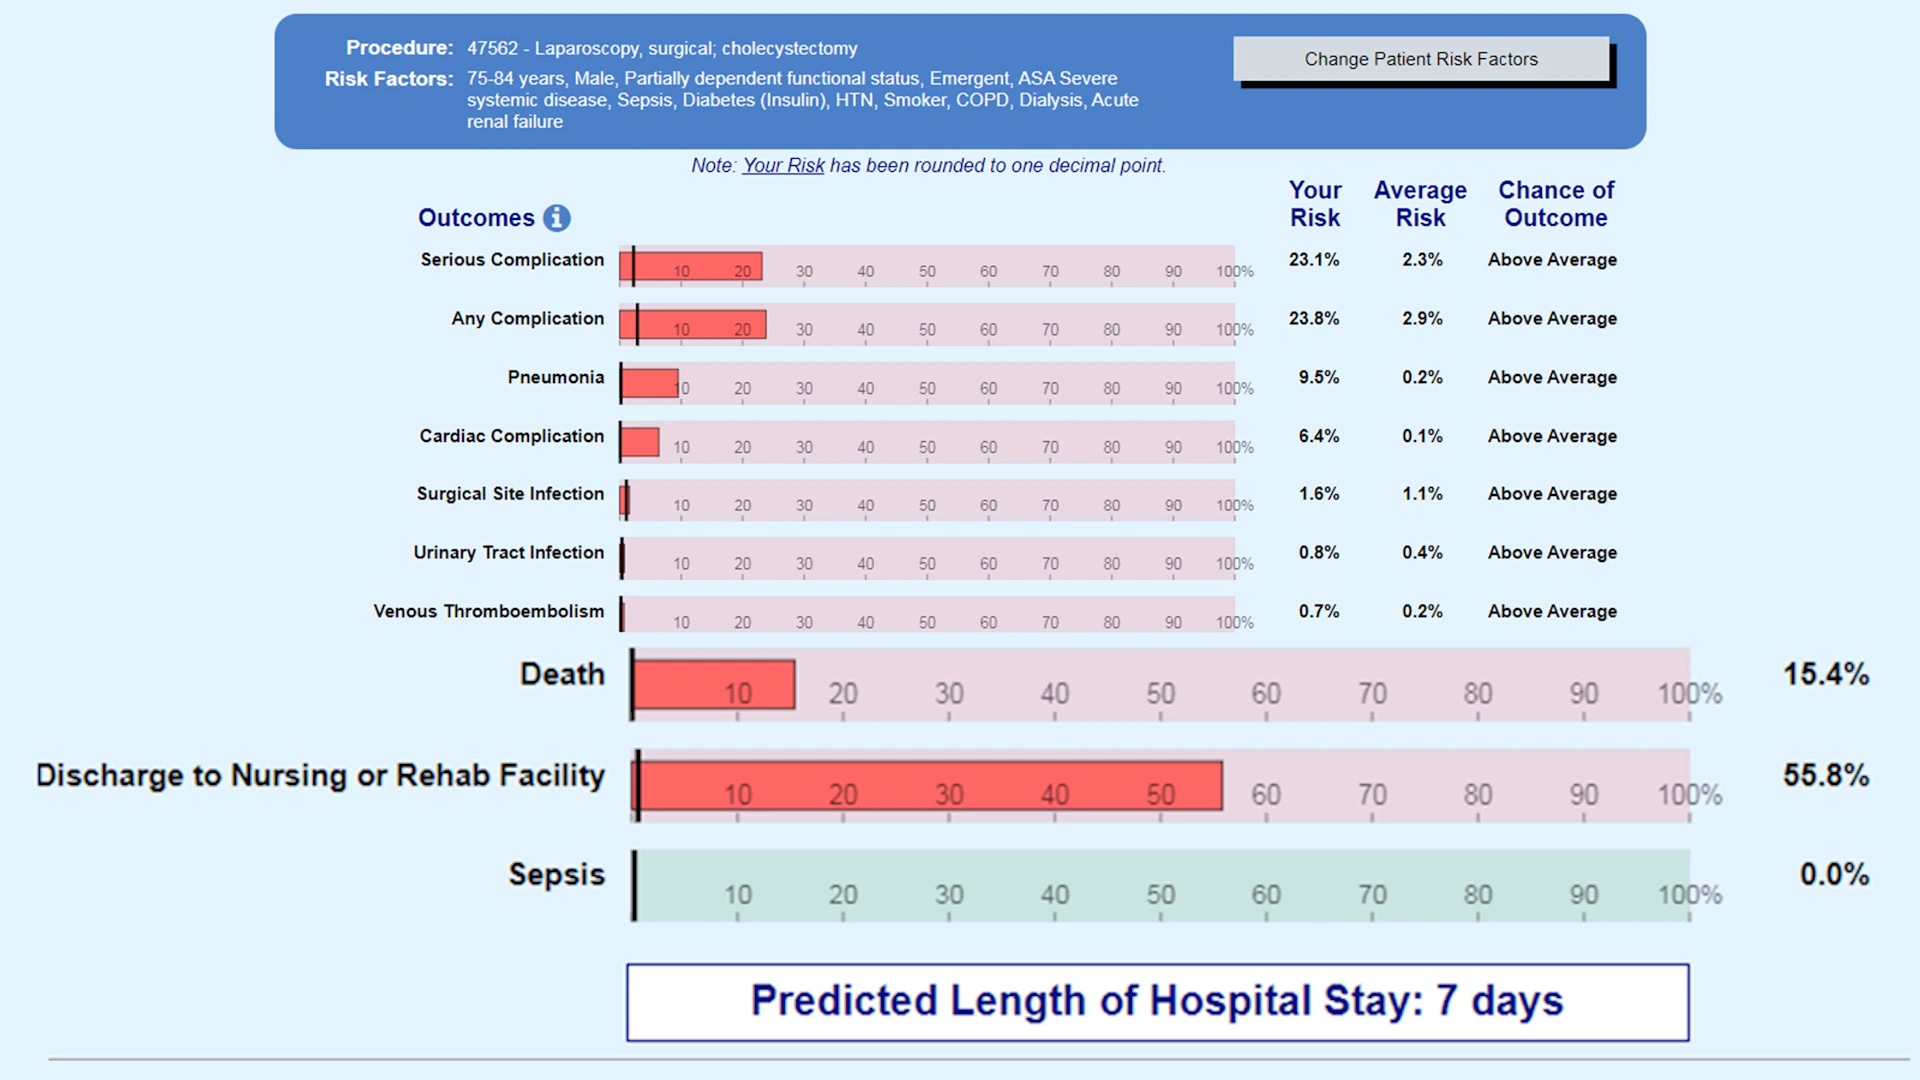 Procedure: 47562 - Laparoscopy, surgical; cholecystectomy
Change Patient Risk Factors
Risk Factors: 75-84 years, Male, Partially dependent functional status, Emergent, ASA Severe
systemic disease, Sepsis, Diabetes (Insulin), HTN, Smoker, COPD, Dialysis, Acute
renal failure
Note: Your Risk has been rounded to one decimal point.
Outcomes i Your Risk Average Risk Chance of Outcome
Serious Complication 10 20 30 40 50 60 70 80 90 100% 23.1% 2.3% Above Average
Any Complication 10 20 30 40 50 60 70 80 90 100% 23.8% 2.9% Above Average
Pneumonia 10 20 30 40 50 60 70 80 90 100% 9.5% 0.2% Above Average
Cardiac Complication 10 20 30 40 50 60 70 80 90 100% 6.4% 0.1% Above Average
Surgical Site Infection 10 20 30 40 50 60 70 80 90 100% 1.6% 1.1% Above Average
Urinary Tract Infection 10 20 30 40 50 60 70 80 90 100% 0.8% 0.4% Above Average
Venous Thromboembolism 10 20 30 40 50 60 70 80 90 100% 0.7% 0.2% Above Average
Death 10 20 30 40 50 60 70 80 90 100% 15.4%
Discharge to Nursing or Rehab Facility 10 20 30 40 50 60 70 80 90 100% 55.8%
Sepsis 10 20 30 40 50 60 70 80 90 100% 0.0%
Predicted Length of Hospital Stay: 7 days